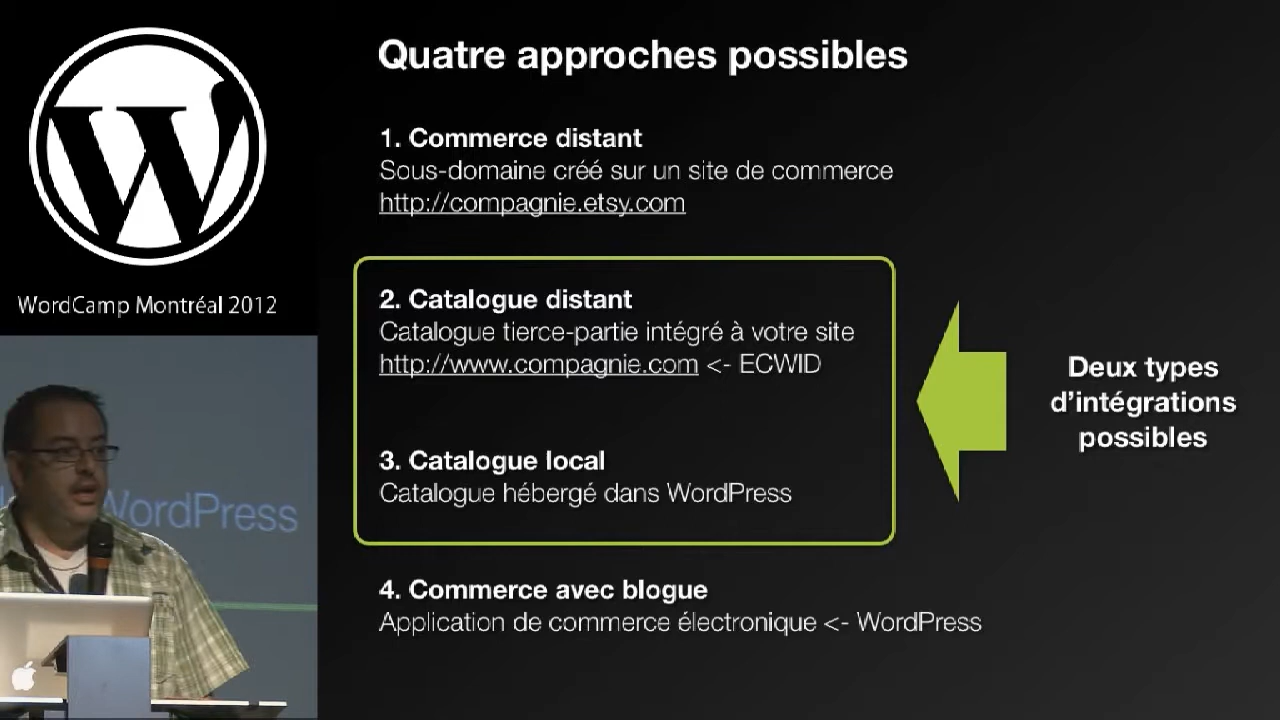 Quatre approches possibles
1. Commerce distant
Sous-domaine créé sur un site de commerce
http://compagnie.etsy.com
2. Catalogue distant
Catalogue tierce-partie intégré à votre site
http://www.compagnie.com <- ECWID
3. Catalogue local
Catalogue hébergé dans WordPress
4. Commerce avec blogue
Application de commerce électronique <- WordPress
Deux types
d'intégrations
possibles
WordCamp Montréal 2012
WordPress